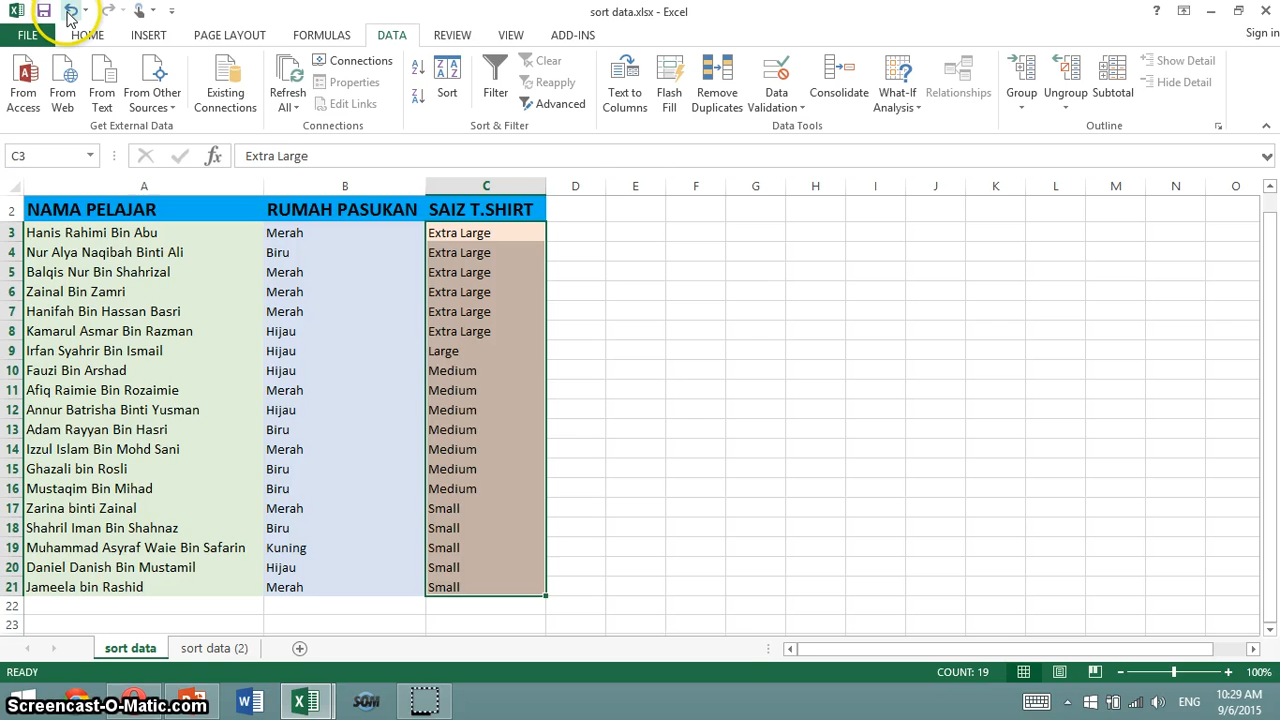 sort data.xlsx - Excel
FILE HOME INSERT PAGE LAYOUT FORMULAS DATA REVIEW VIEW ADD-INS Sign in
From Access
From Web
From Text
From Other Sources
Existing Connections
Get External Data
Refresh All
Connections
Properties
Edit Links
Connections
Sort
Filter
Clear
Reapply
Advanced
Sort & Filter
Text to Columns
Flash Fill
Remove Duplicates
Data Validation
Consolidate
What-If Analysis
Relationships
Data Tools
Group
Ungroup
Subtotal
Show Detail
Hide Detail
Outline
C3 fx Extra Large
A B C D E F G H I J K L M N O
2 NAMA PELAJAR RUMAH PASUKAN SAIZ T.SHIRT
3 Hanis Rahimi Bin Abu Merah Extra Large
4 Nur Alya Naqibah Binti Ali Biru Extra Large
5 Balqis Nur Bin Shahrizal Merah Extra Large
6 Zainal Bin Zamri Merah Extra Large
7 Hanifah Bin Hassan Basri Merah Extra Large
8 Kamarul Asmar Bin Razman Hijau Extra Large
9 Irfan Syahrir Bin Ismail Hijau Large
10 Fauzi Bin Arshad Hijau Medium
11 Afiq Raimie Bin Rozaimie Merah Medium
12 Annur Batrisha Binti Yusman Hijau Medium
13 Adam Rayyan Bin Hasri Biru Medium
14 Izzul Islam Bin Mohd Sani Merah Medium
15 Ghazali bin Rosli Biru Medium
16 Mustaqim Bin Mihad Biru Medium
17 Zarina binti Zainal Merah Small
18 Shahril Iman Bin Shahnaz Biru Small
19 Muhammad Asyraf Waie Bin Safarin Kuning Small
20 Daniel Danish Bin Mustamil Hijau Small
21 Jameela bin Rashid Merah Small
22
23
sort data sort data (2)
READY COUNT: 19 100%
Screencast-O-Matic.com SOM ENG 10:29 AM
9/6/2015